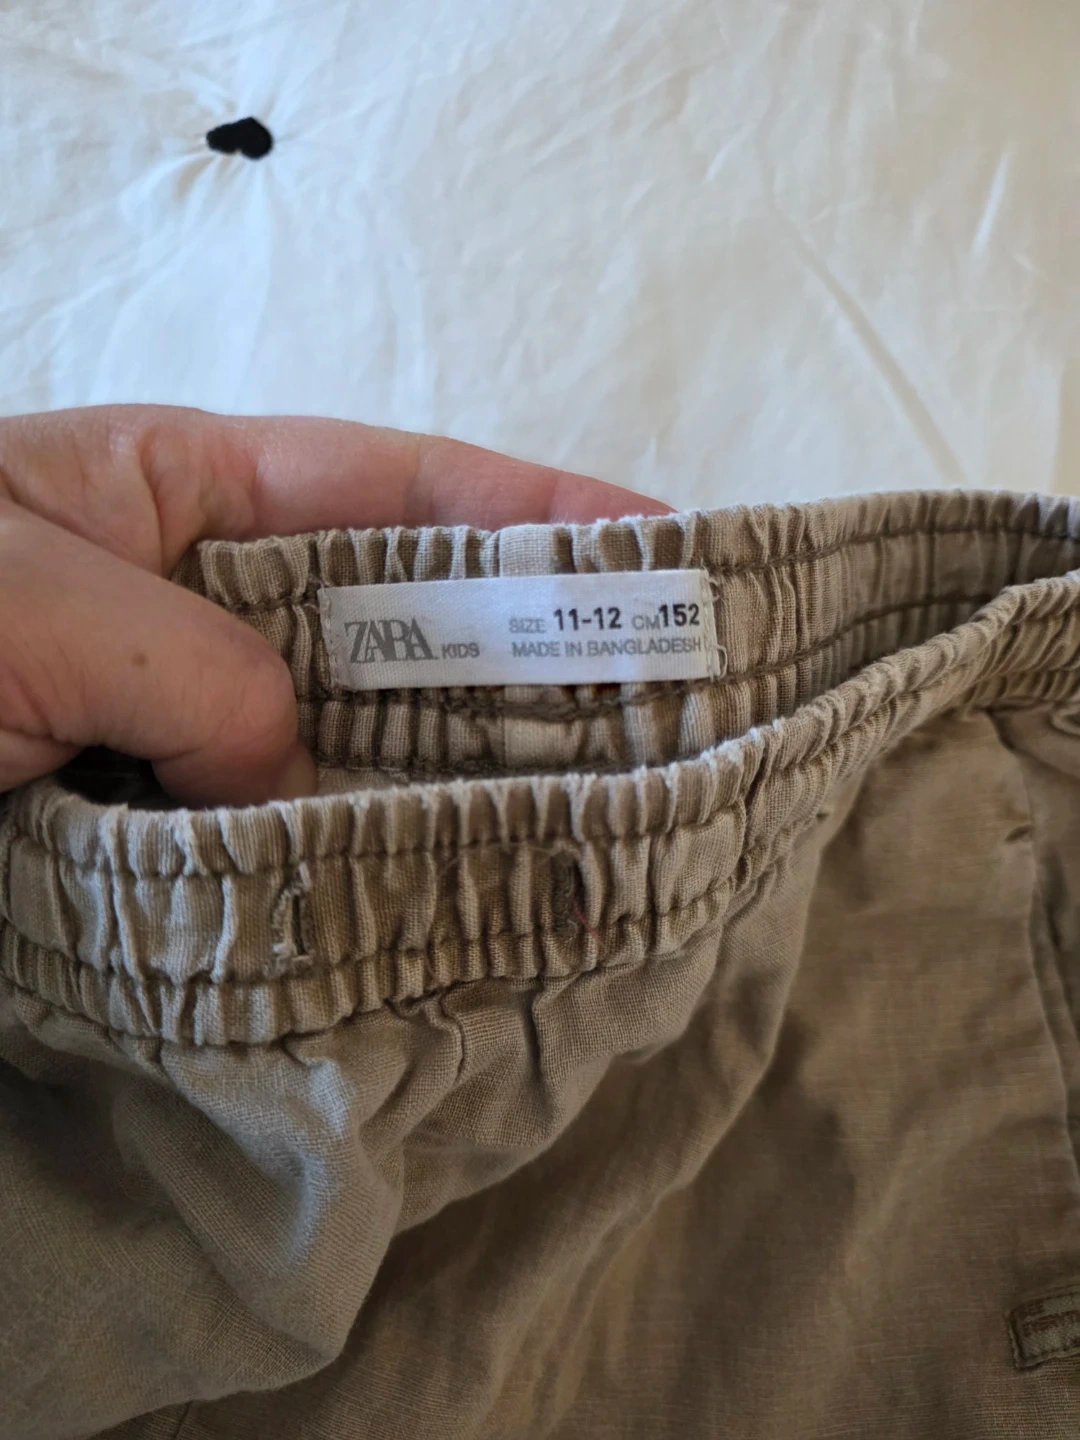 ZARA KIDS
SIZE 11-12 CM 152
MADE IN BANGLADESH